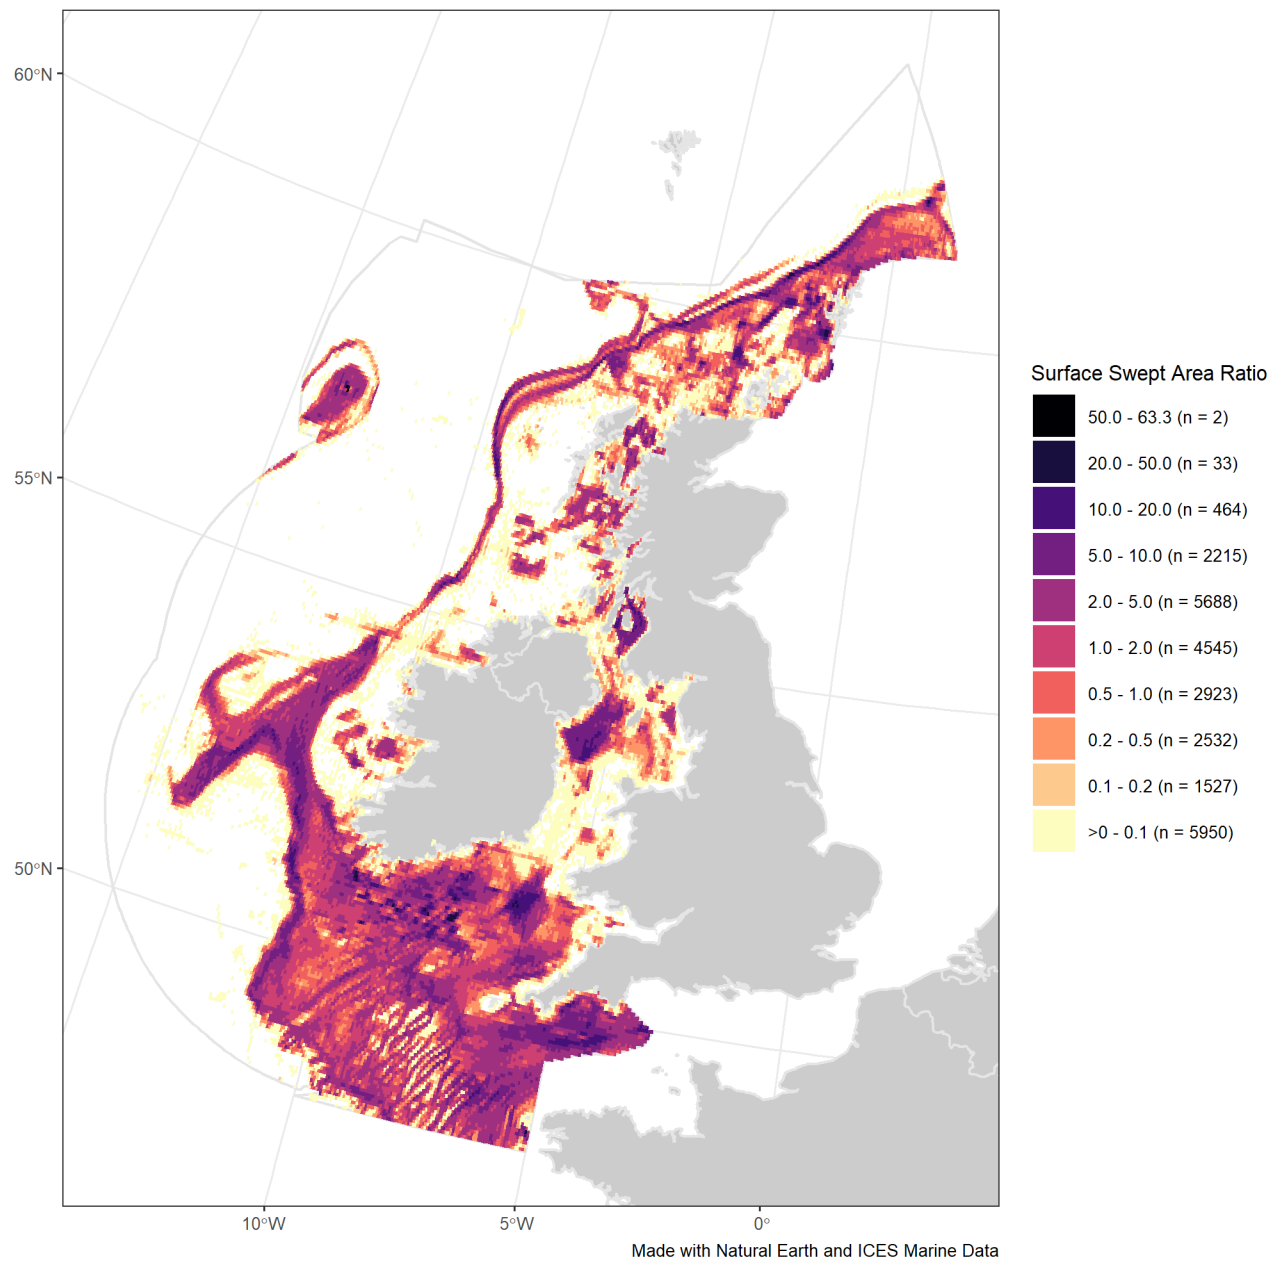 60°N
55°N
50°N
10°W
5°W
0°
Surface Swept Area Ratio
50.0 - 63.3 (n = 2)
20.0 - 50.0 (n = 33)
10.0 - 20.0 (n = 464)
5.0 - 10.0 (n = 2215)
2.0 - 5.0 (n = 5688)
1.0 - 2.0 (n = 4545)
0.5 - 1.0 (n = 2923)
0.2 - 0.5 (n = 2532)
0.1 - 0.2 (n = 1527)
>0 - 0.1 (n = 5950)
Made with Natural Earth and ICES Marine Data